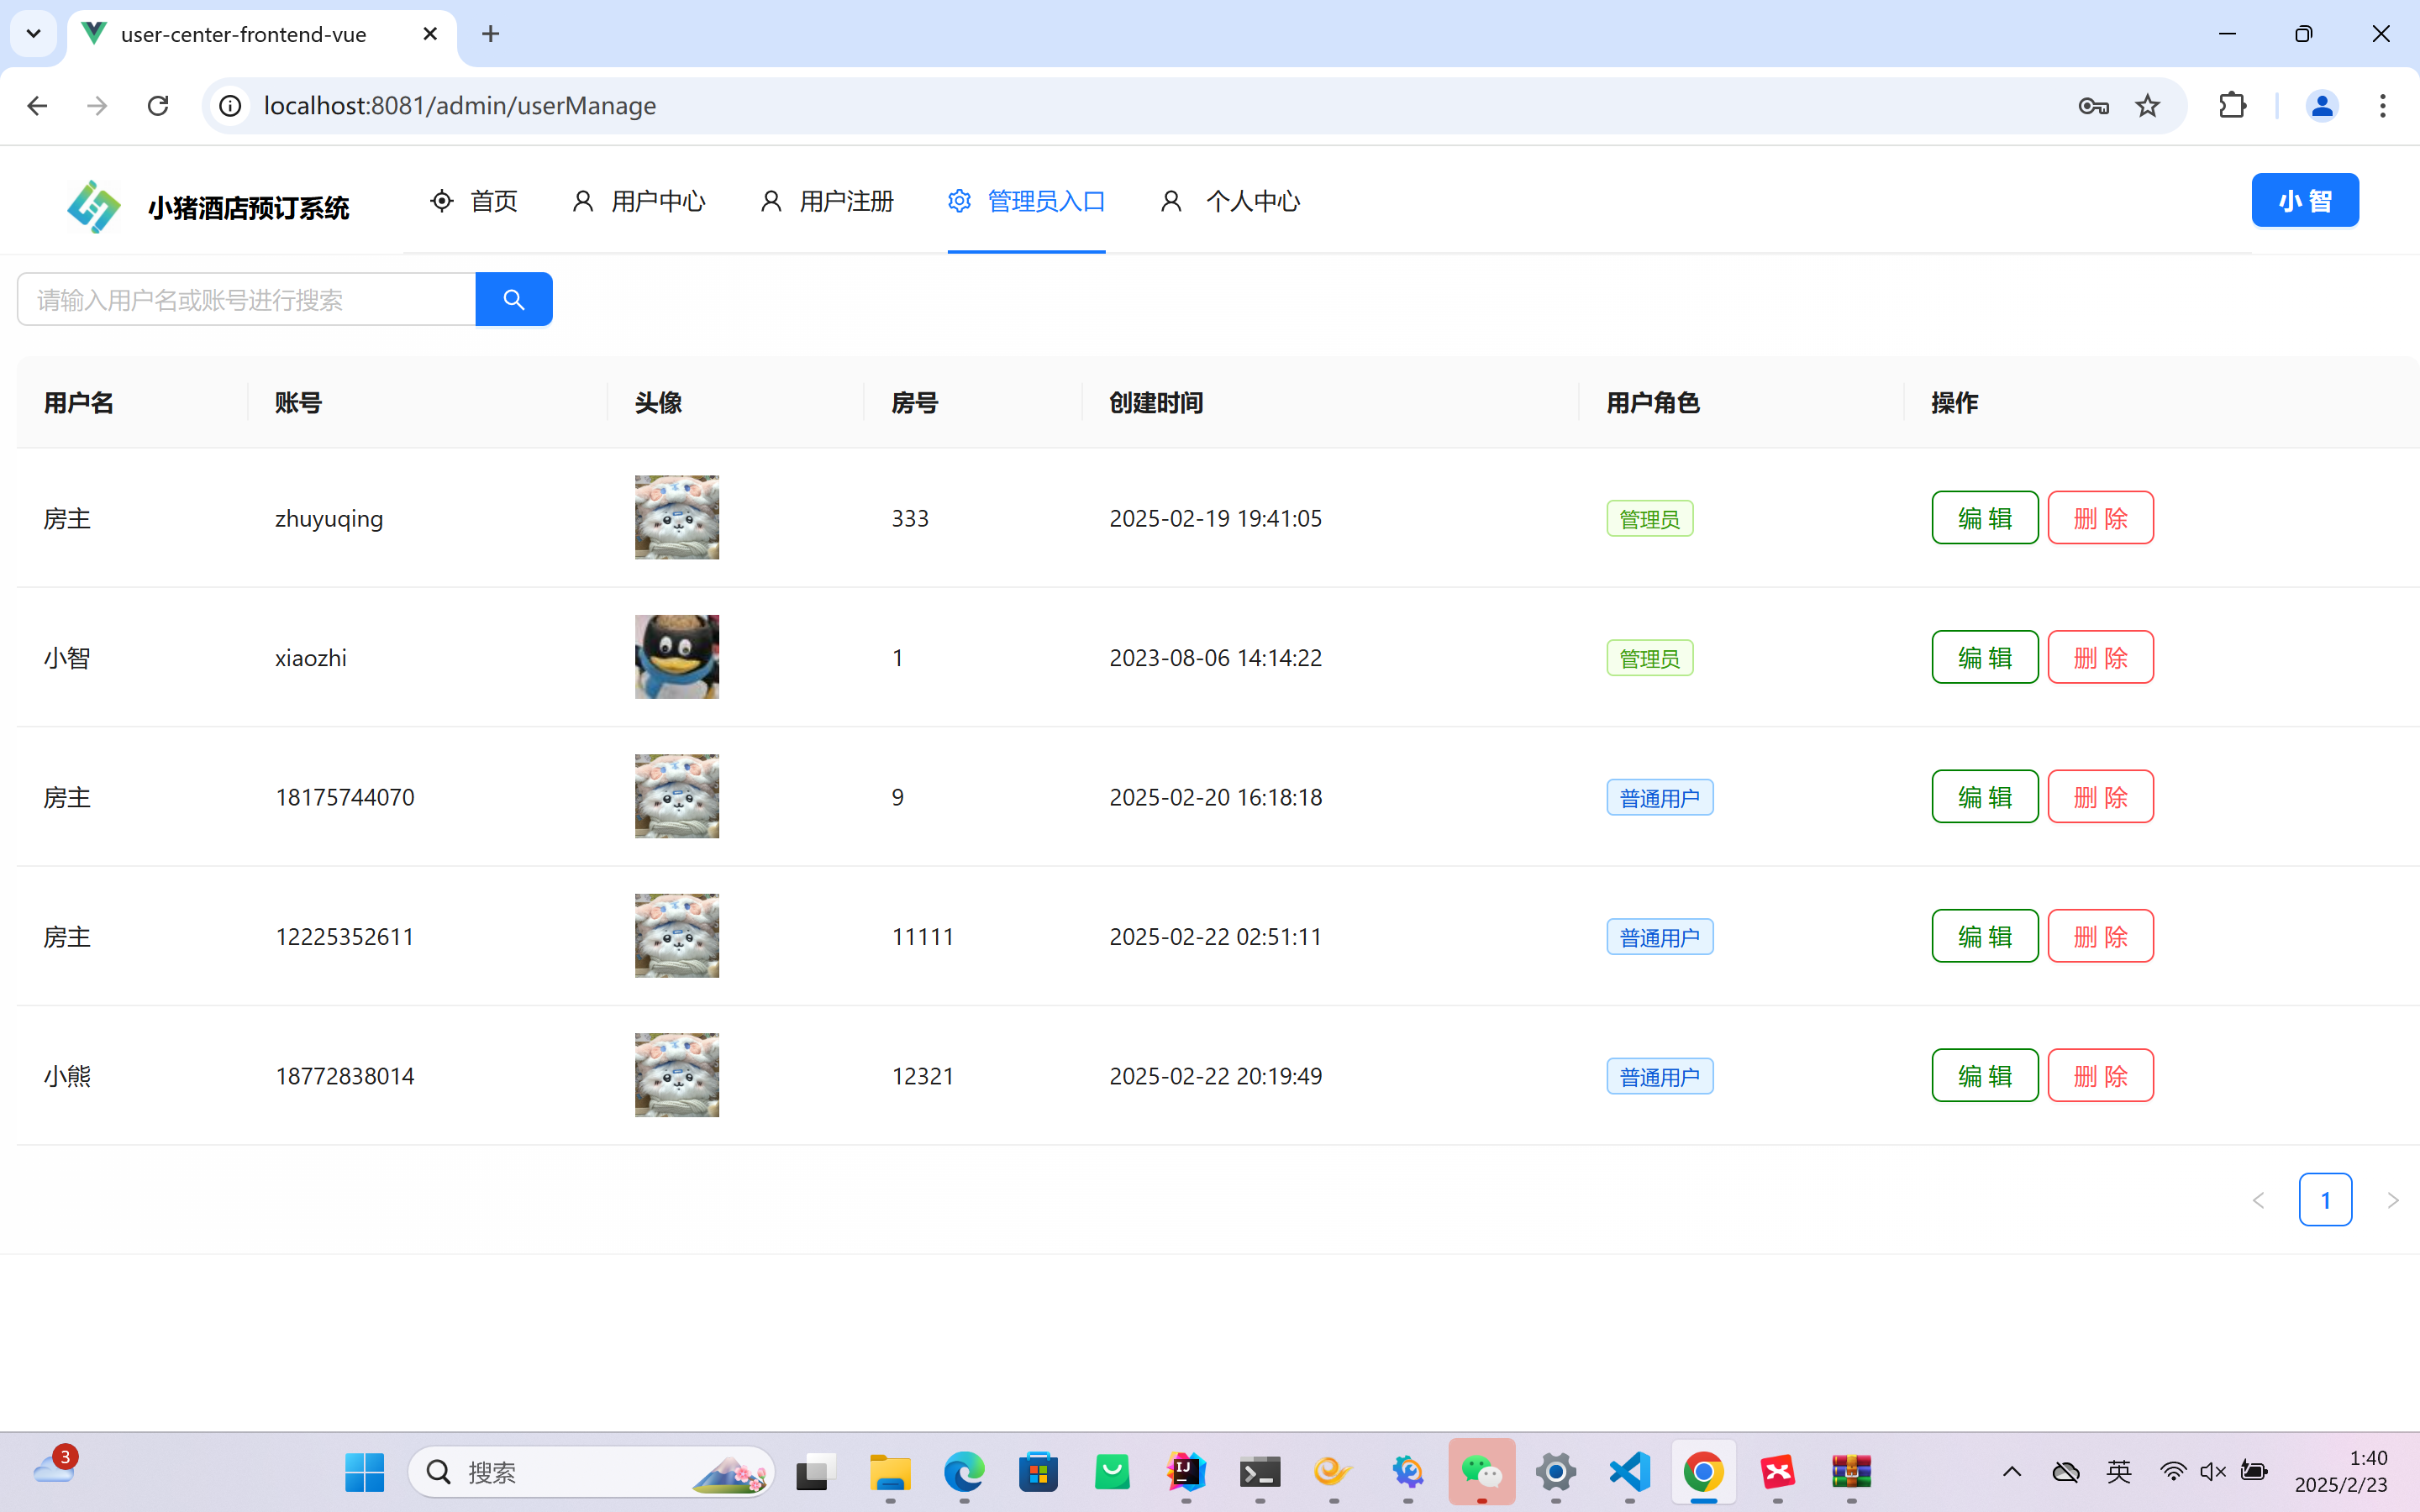 user-center-frontend-vue
localhost:8081/admin/userManage
小猪酒店预订系统 首页 用户中心 用户注册 管理员入口 个人中心 小 智
请输入用户名或账号进行搜索
用户名 账号 头像 房号 创建时间 用户角色 操作
房主 zhuyuqing 333 2025-02-19 19:41:05 管理员 编 辑 删 除
小智 xiaozhi 1 2023-08-06 14:14:22 管理员 编 辑 删 除
房主 18175744070 9 2025-02-20 16:18:18 普通用户 编 辑 删 除
房主 12225352611 11111 2025-02-22 02:51:11 普通用户 编 辑 删 除
小熊 18772838014 12321 2025-02-22 20:19:49 普通用户 编 辑 删 除
1
3 搜索 IJ 英 1:40
2025/2/23